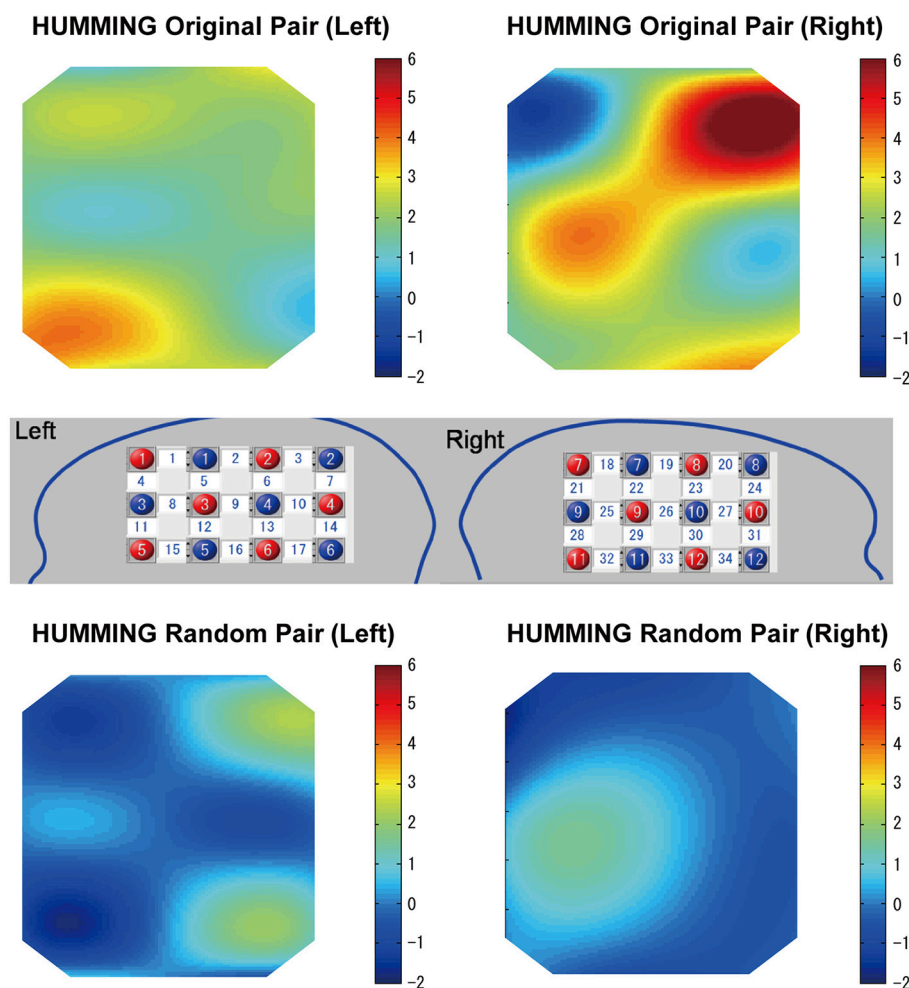 HUMMING Original Pair (Left)
HUMMING Original Pair (Right)
6
5
4
3
2
1
0
−1
−2
6
5
4
3
2
1
0
−1
−2
Left
1 1 1 2 2 3 2
4 5 6 7
3 8 3 9 4 10 4
11 12 13 14
5 15 5 16 6 17 6
Right
7 18 7 19 8 20 8
21 22 23 24
9 25 9 26 10 27 10
28 29 30 31
11 32 11 33 12 34 12
HUMMING Random Pair (Left)
HUMMING Random Pair (Right)
6
5
4
3
2
1
0
−1
−2
6
5
4
3
2
1
0
−1
−2